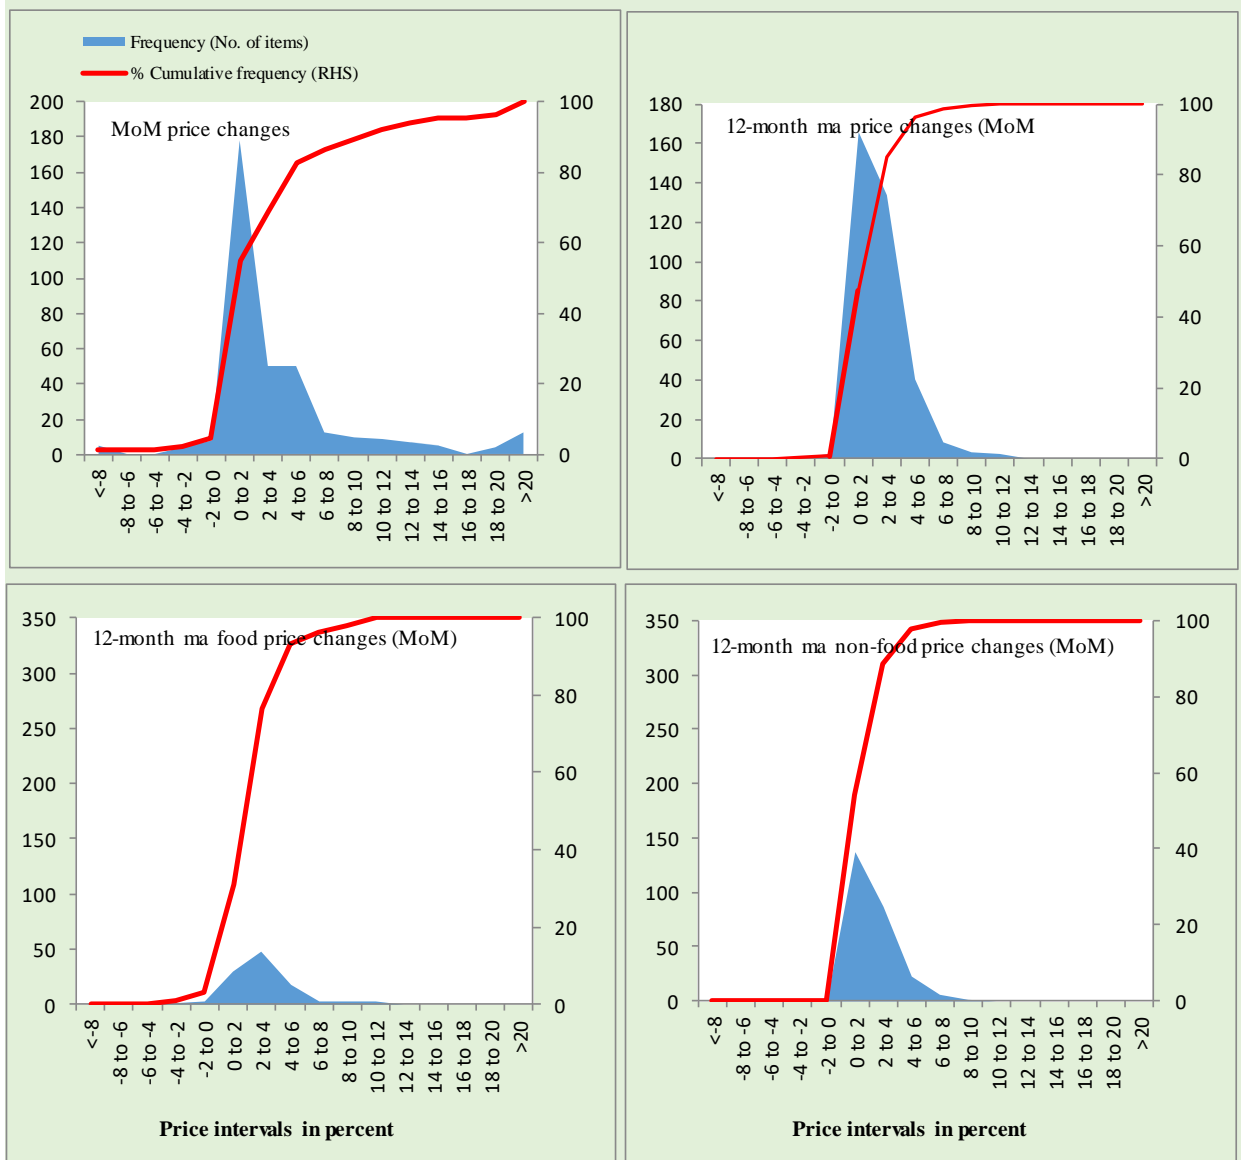 Frequency (No. of items)
% Cumulative frequency (RHS)
MoM price changes
200
180
160
140
120
100
80
60
40
20
0
100
80
60
40
20
0
<-8
-8 to -6
-6 to -4
-4 to -2
-2 to 0
0 to 2
2 to 4
4 to 6
6 to 8
8 to 10
10 to 12
12 to 14
14 to 16
16 to 18
18 to 20
>20
12-month ma price changes (MoM
180
160
140
120
100
80
60
40
20
0
100
80
60
40
20
0
<-8
-8 to -6
-6 to -4
-4 to -2
-2 to 0
0 to 2
2 to 4
4 to 6
6 to 8
8 to 10
10 to 12
12 to 14
14 to 16
16 to 18
18 to 20
>20
12-month ma food price changes (MoM)
350
300
250
200
150
100
50
0
100
80
60
40
20
0
<-8
-8 to -6
-6 to -4
-4 to -2
-2 to 0
0 to 2
2 to 4
4 to 6
6 to 8
8 to 10
10 to 12
12 to 14
14 to 16
16 to 18
18 to 20
>20
Price intervals in percent
12-month ma non-food price changes (MoM)
350
300
250
200
150
100
50
0
100
80
60
40
20
0
<-8
-8 to -6
-6 to -4
-4 to -2
-2 to 0
0 to 2
2 to 4
4 to 6
6 to 8
8 to 10
10 to 12
12 to 14
14 to 16
16 to 18
18 to 20
>20
Price intervals in percent